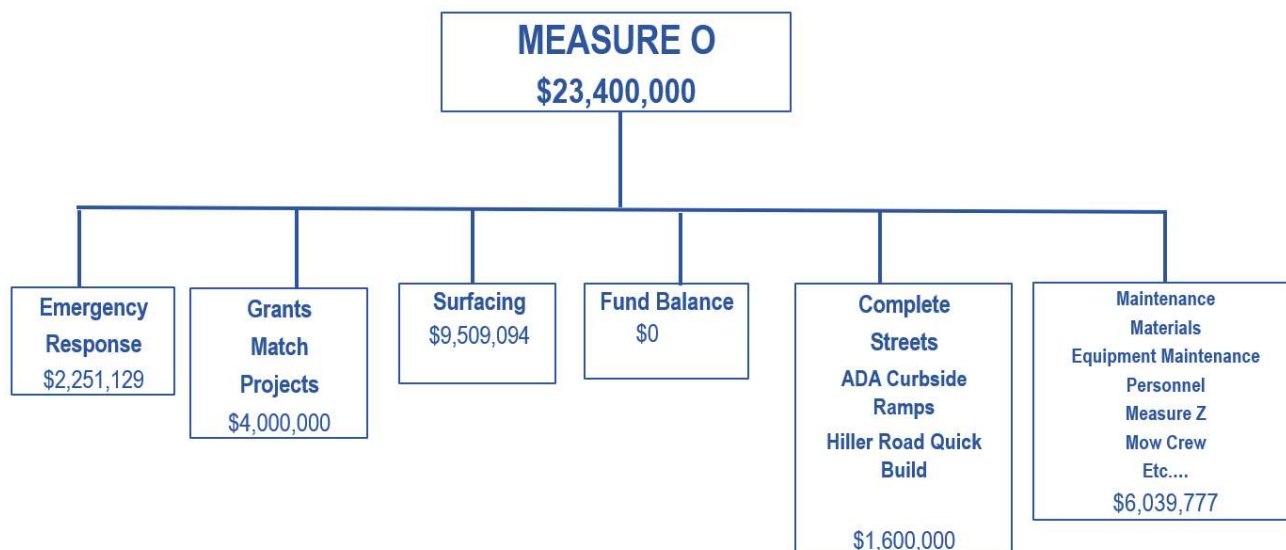 MEASURE O
$23,400,000
Emergency
Response
$2,251,129
Grants
Match
Projects
$4,000,000
Surfacing
$9,509,094
Fund Balance
$0
Complete
Streets
ADA Curbside
Ramps
Hiller Road Quick
Build
$1,600,000
Maintenance
Materials
Equipment Maintenance
Personnel
Measure Z
Mow Crew
Etc....
$6,039,777